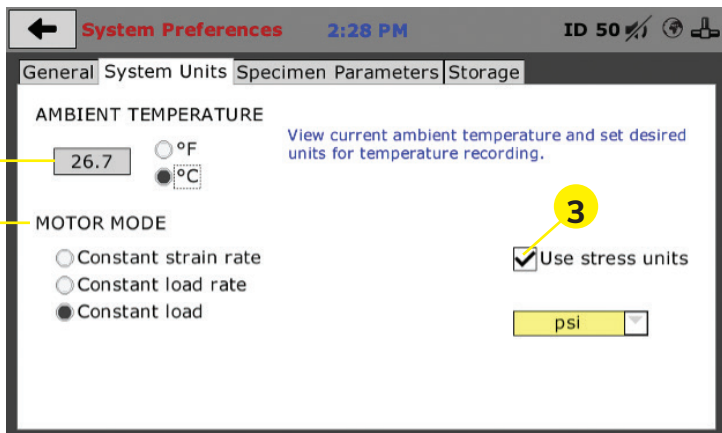 System Preferences 2:28 PM ID 50
General System Units Specimen Parameters Storage
AMBIENT TEMPERATURE
View current ambient temperature and set desired
units for temperature recording.
26.7
°F
°C
3
MOTOR MODE
Constant strain rate
Constant load rate
Constant load
Use stress units
psi